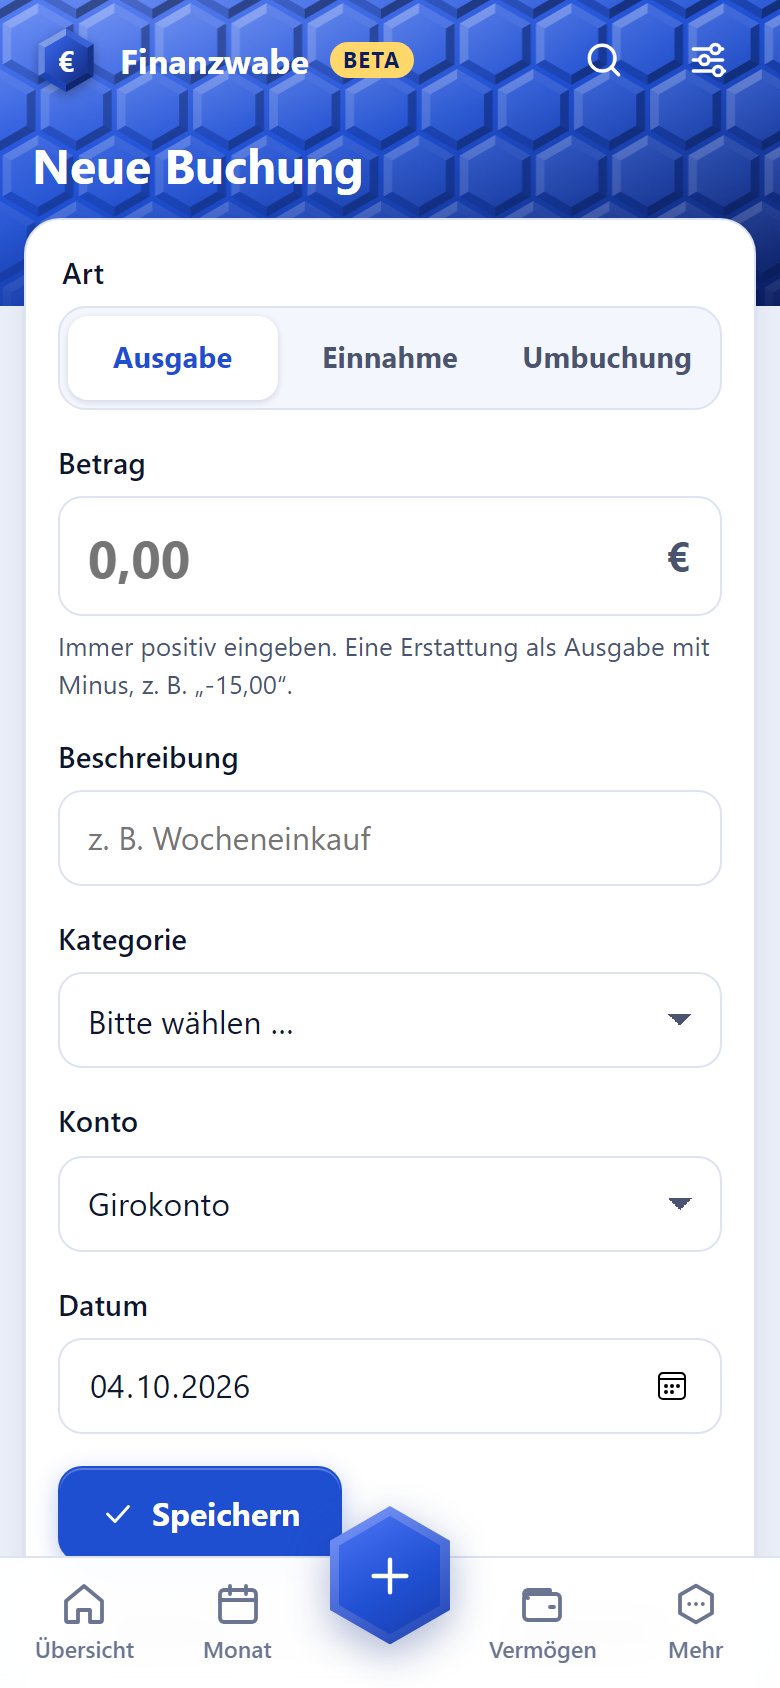 € Finanzwabe BETA
Neue Buchung
Art
Ausgabe Einnahme Umbuchung
Betrag
0,00 €
Immer positiv eingeben. Eine Erstattung als Ausgabe mit
Minus, z. B. „-15,00“.
Beschreibung
z. B. Wocheneinkauf
Kategorie
Bitte wählen ...
Konto
Girokonto
Datum
04.10.2026
Speichern
Übersicht Monat Vermögen Mehr